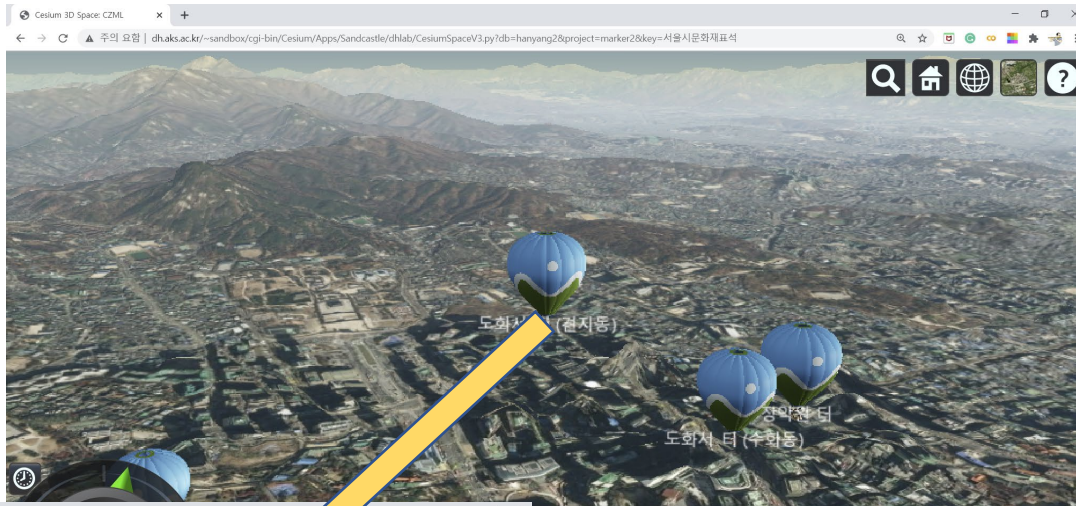 Cesium 3D Space: CZML
주의 요함 | dh.aks.ac.kr/~sandbox/cgi-bin/Cesium/Apps/Sandcastle/dhlab/CesiumSpaceV3.py?db=hanyang2&project=marker2&key=서울시문화재표석
도화서 (견지동)
장악원 터
도화서 터 (수화동)